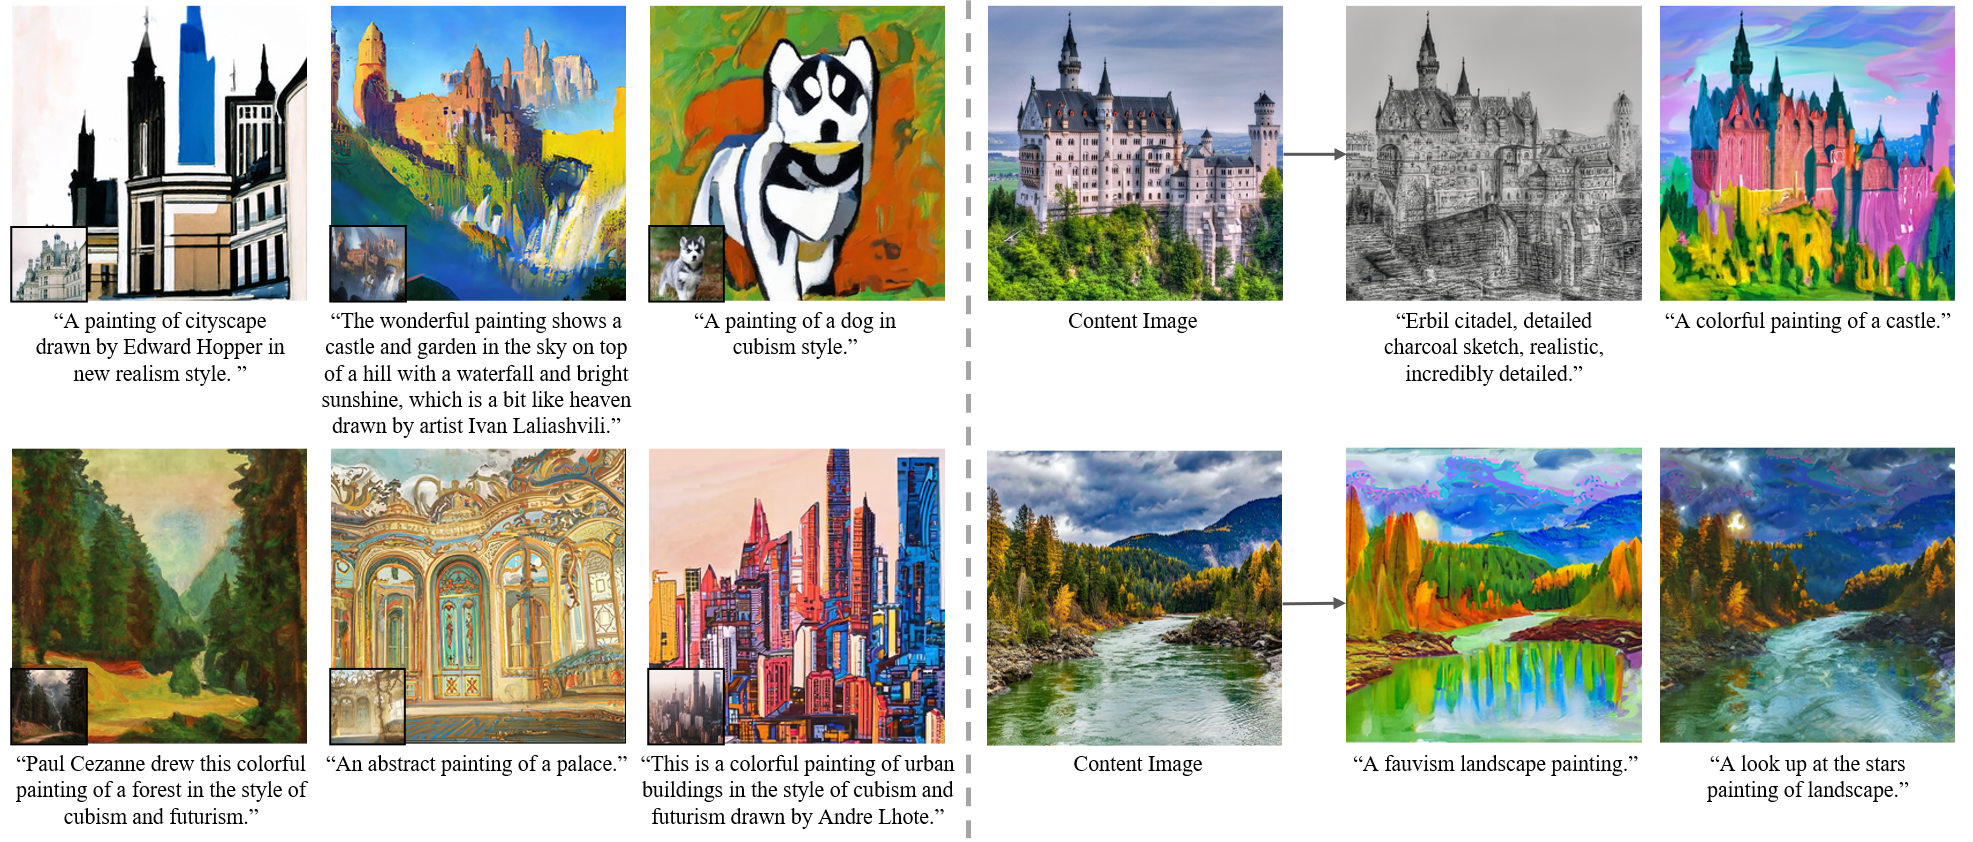 “A painting of cityscape
drawn by Edward Hopper in
new realism style. ”
“The wonderful painting shows a
castle and garden in the sky on top
of a hill with a waterfall and bright
sunshine, which is a bit like heaven
drawn by artist Ivan Laliashvili.”
“A painting of a dog in
cubism style.”
Content Image
“Erbil citadel, detailed
charcoal sketch, realistic,
incredibly detailed.”
“A colorful painting of a castle.”
“Paul Cezanne drew this colorful
painting of a forest in the style of
cubism and futurism.”
“An abstract painting of a palace.”
“This is a colorful painting of urban
buildings in the style of cubism and
futurism drawn by Andre Lhote.”
Content Image
“A fauvism landscape painting.”
“A look up at the stars
painting of landscape.”